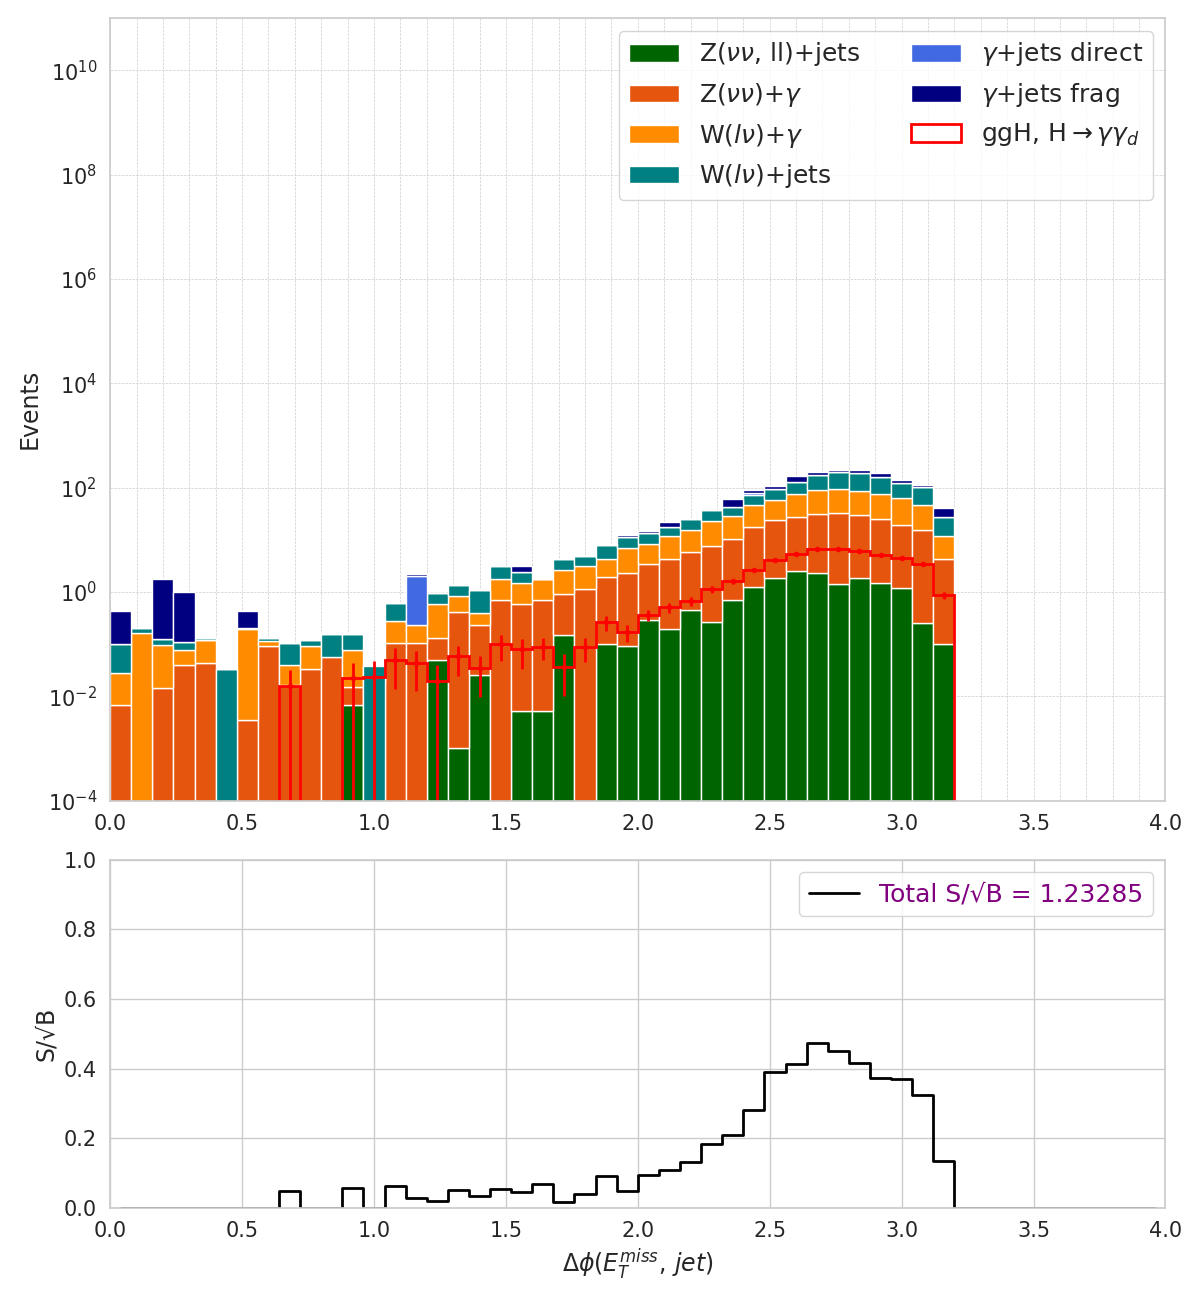 Events
10^10
10^8
10^6
10^4
10^2
10^0
10^−2
10^−4
0.0 0.5 1.0 1.5 2.0 2.5 3.0 3.5 4.0
Z(νν, ll)+jets
Z(νν)+γ
W(lν)+γ
W(lν)+jets
γ+jets direct
γ+jets frag
ggH, H→γγ_d
S/√B
1.0
0.8
0.6
0.4
0.2
0.0
Total S/√B = 1.23285
0.0 0.5 1.0 1.5 2.0 2.5 3.0 3.5 4.0
Δϕ(E_T^miss, jet)